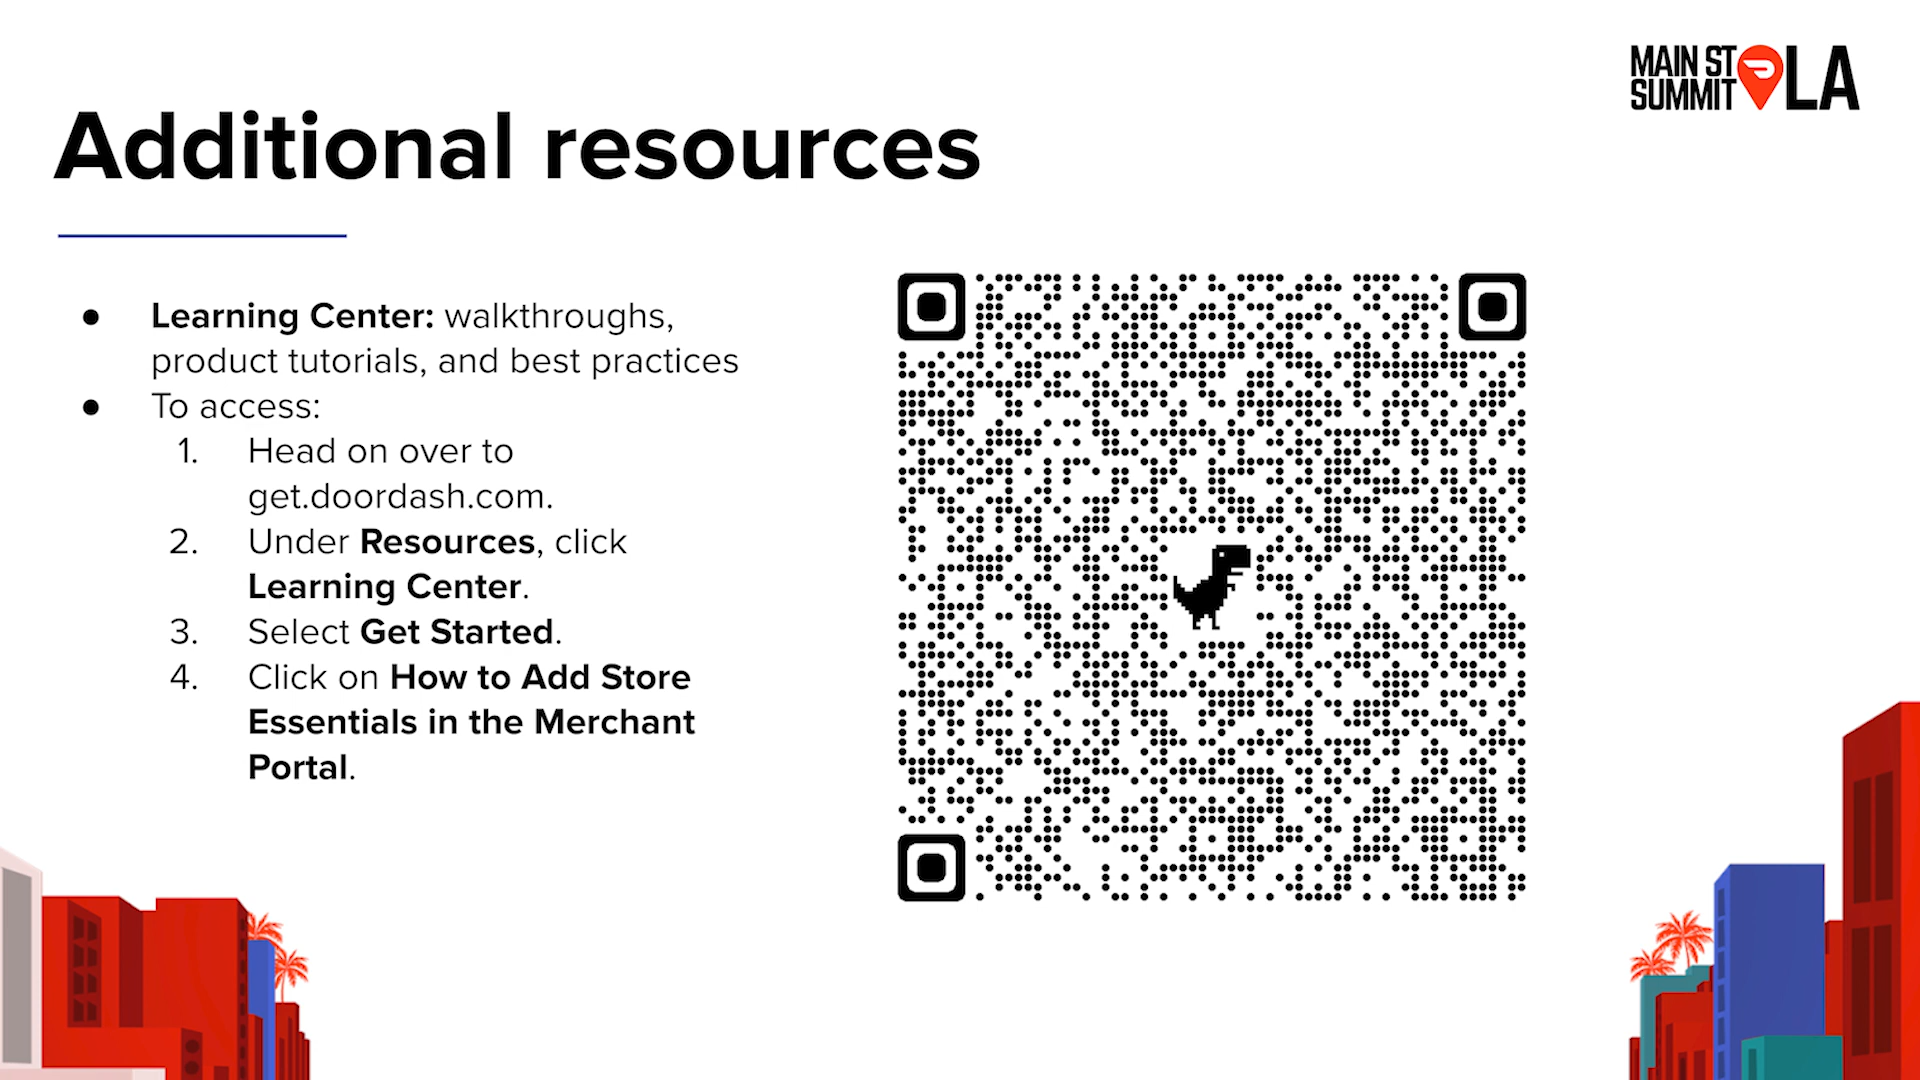 MAIN ST
SUMMIT
LA
Additional resources
● Learning Center: walkthroughs,
product tutorials, and best practices
● To access:
1. Head on over to
get.doordash.com.
2. Under Resources, click
Learning Center.
3. Select Get Started.
4. Click on How to Add Store
Essentials in the Merchant
Portal.